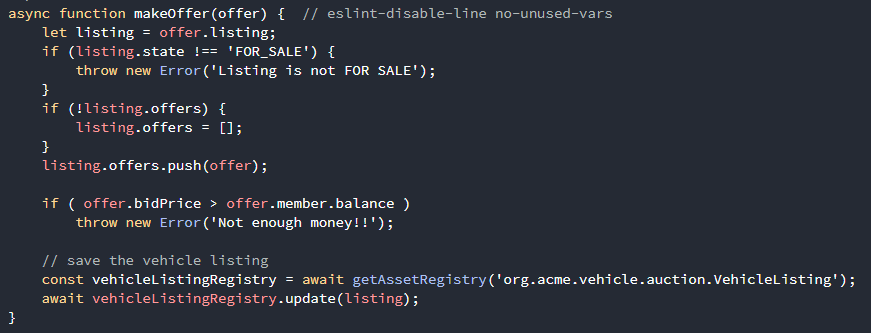 async function makeOffer(offer) {  // eslint-disable-line no-unused-vars
    let listing = offer.listing;
    if (listing.state !== 'FOR_SALE') {
        throw new Error('Listing is not FOR SALE');
    }
    if (!listing.offers) {
        listing.offers = [];
    }
    listing.offers.push(offer);

    if ( offer.bidPrice > offer.member.balance )
        throw new Error('Not enough money!!');

    // save the vehicle listing
    const vehicleListingRegistry = await getAssetRegistry('org.acme.vehicle.auction.VehicleListing');
    await vehicleListingRegistry.update(listing);
}